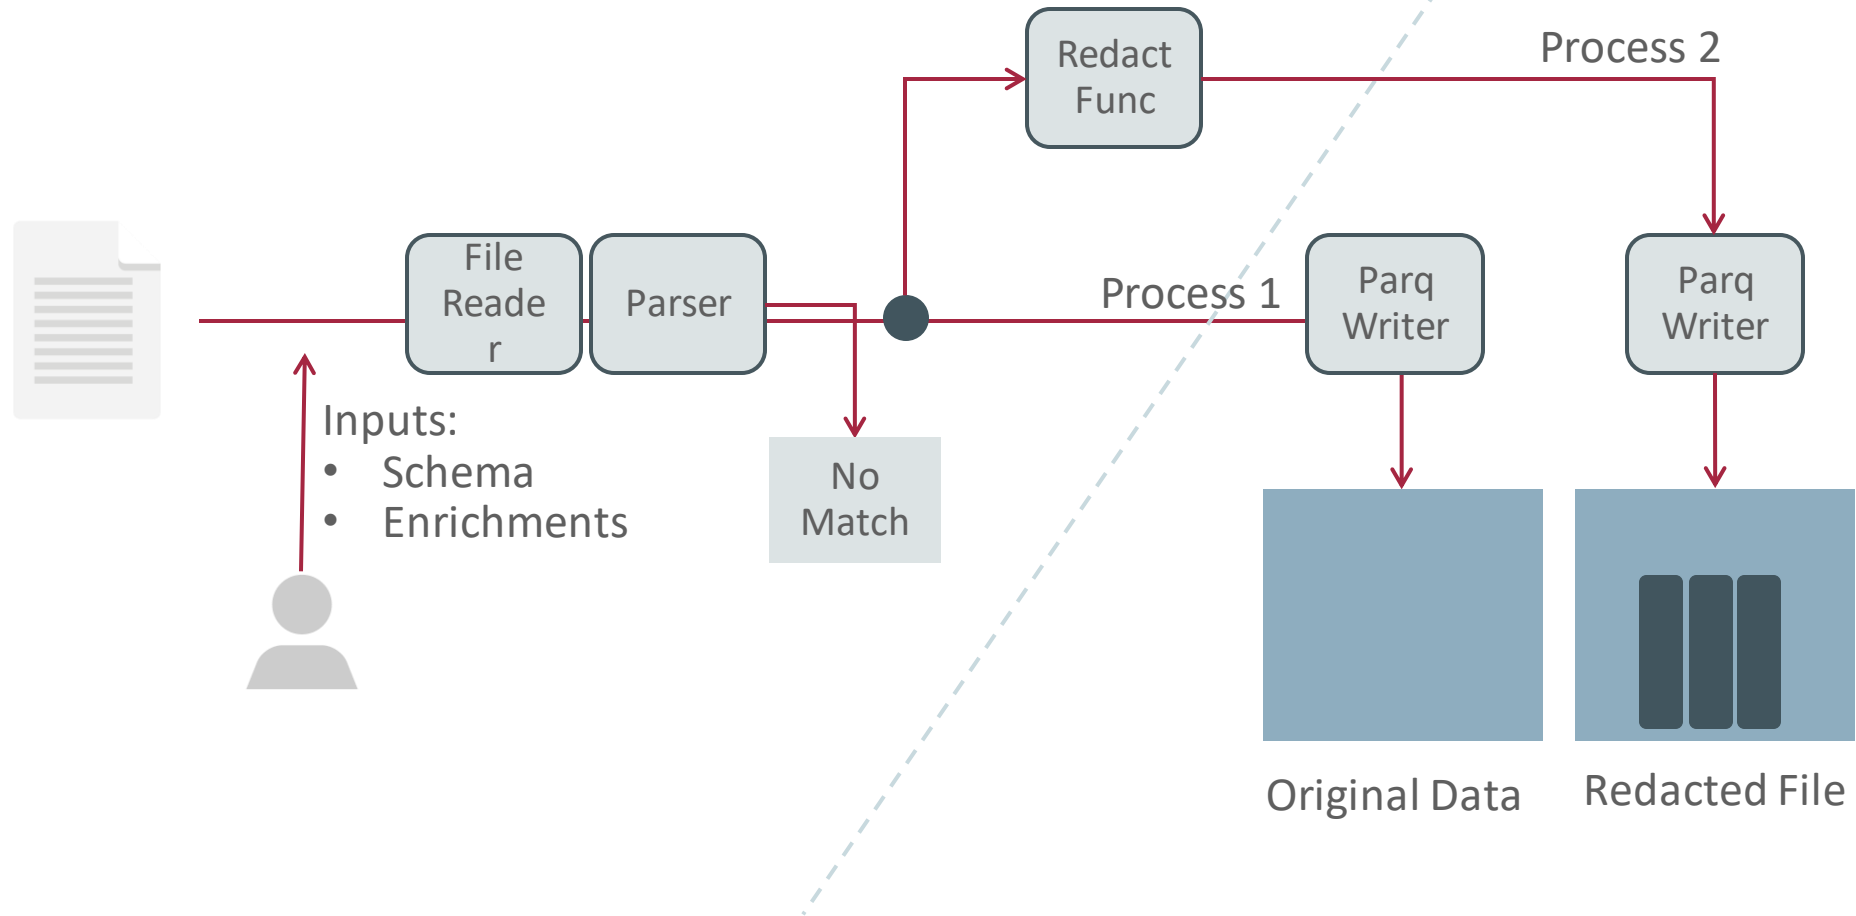 Redact
Func
Process 2
File
Reade
r
Parser
Process 1
Parq
Writer
Parq
Writer
Inputs:
• Schema
• Enrichments
No
Match
Original Data
Redacted File